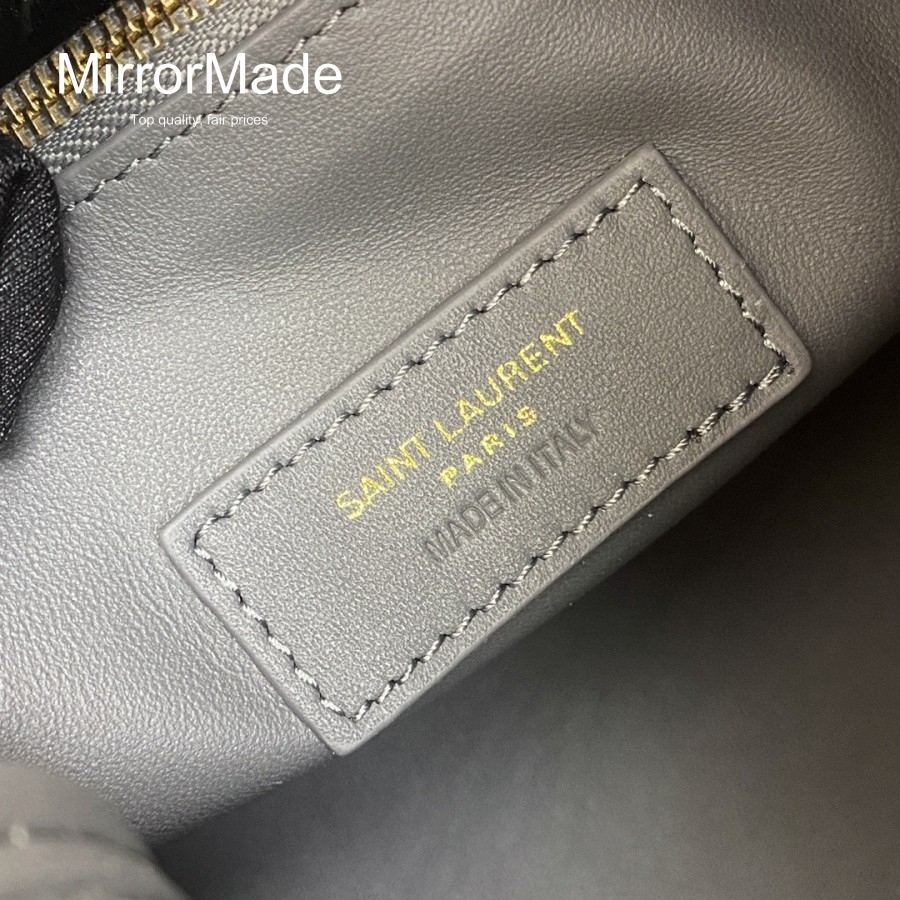 MirrorMade
Top quality, fair prices
SAINT LAURENT
PARIS
MADE IN ITALY